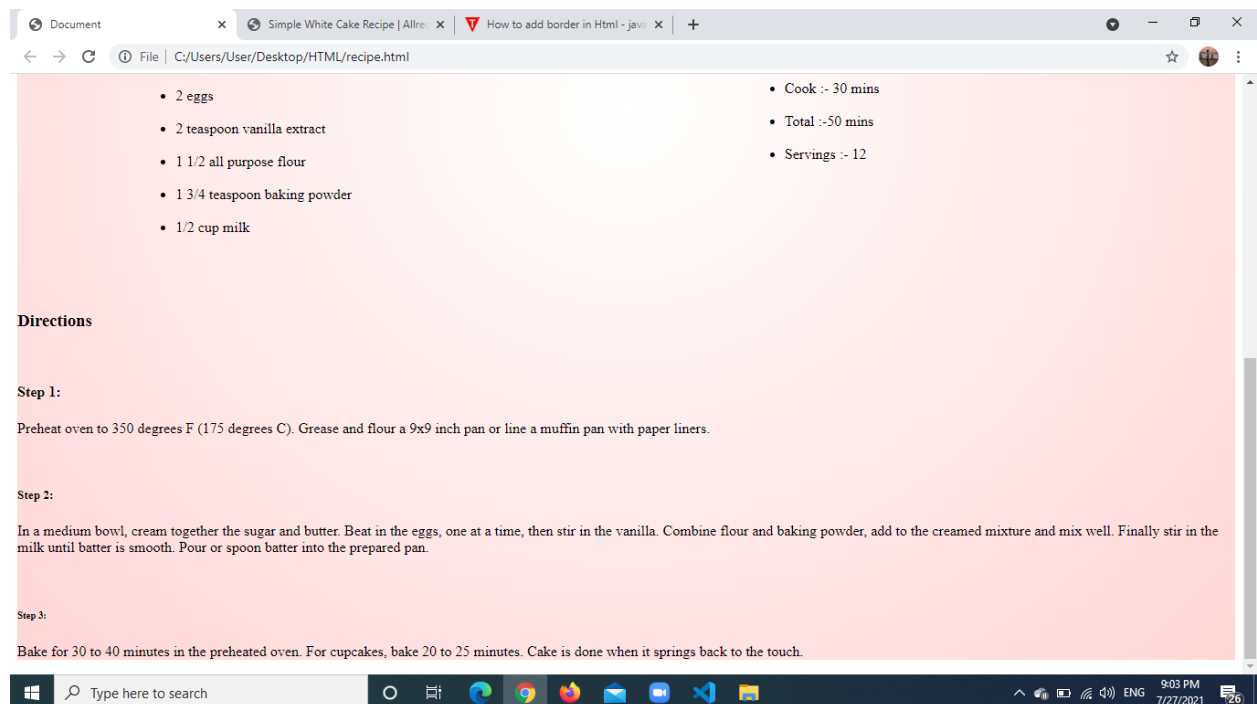 Document
Simple White Cake Recipe | Allrec
How to add border in Html - java
File | C:/Users/User/Desktop/HTML/recipe.html
• 2 eggs
• 2 teaspoon vanilla extract
• 1 1/2 all purpose flour
• 1 3/4 teaspoon baking powder
• 1/2 cup milk
• Cook :- 30 mins
• Total :-50 mins
• Servings :- 12
Directions
Step 1:
Preheat oven to 350 degrees F (175 degrees C). Grease and flour a 9x9 inch pan or line a muffin pan with paper liners.
Step 2:
In a medium bowl, cream together the sugar and butter. Beat in the eggs, one at a time, then stir in the vanilla. Combine flour and baking powder, add to the creamed mixture and mix well. Finally stir in the
milk until batter is smooth. Pour or spoon batter into the prepared pan.
Step 3:
Bake for 30 to 40 minutes in the preheated oven. For cupcakes, bake 20 to 25 minutes. Cake is done when it springs back to the touch.
Type here to search
ENG
9:03 PM
7/27/2021
26